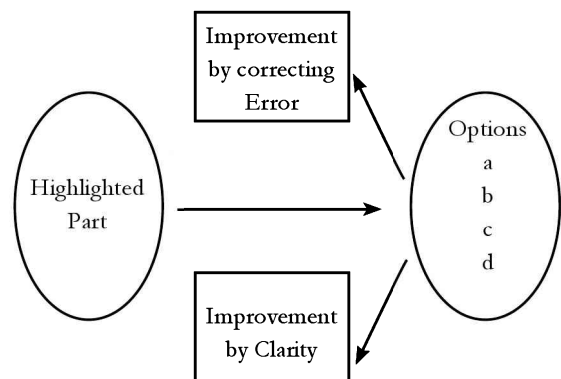 Improvement
by correcting
Error
Highlighted
Part
Options
a
b
c
d
Improvement
by Clarity